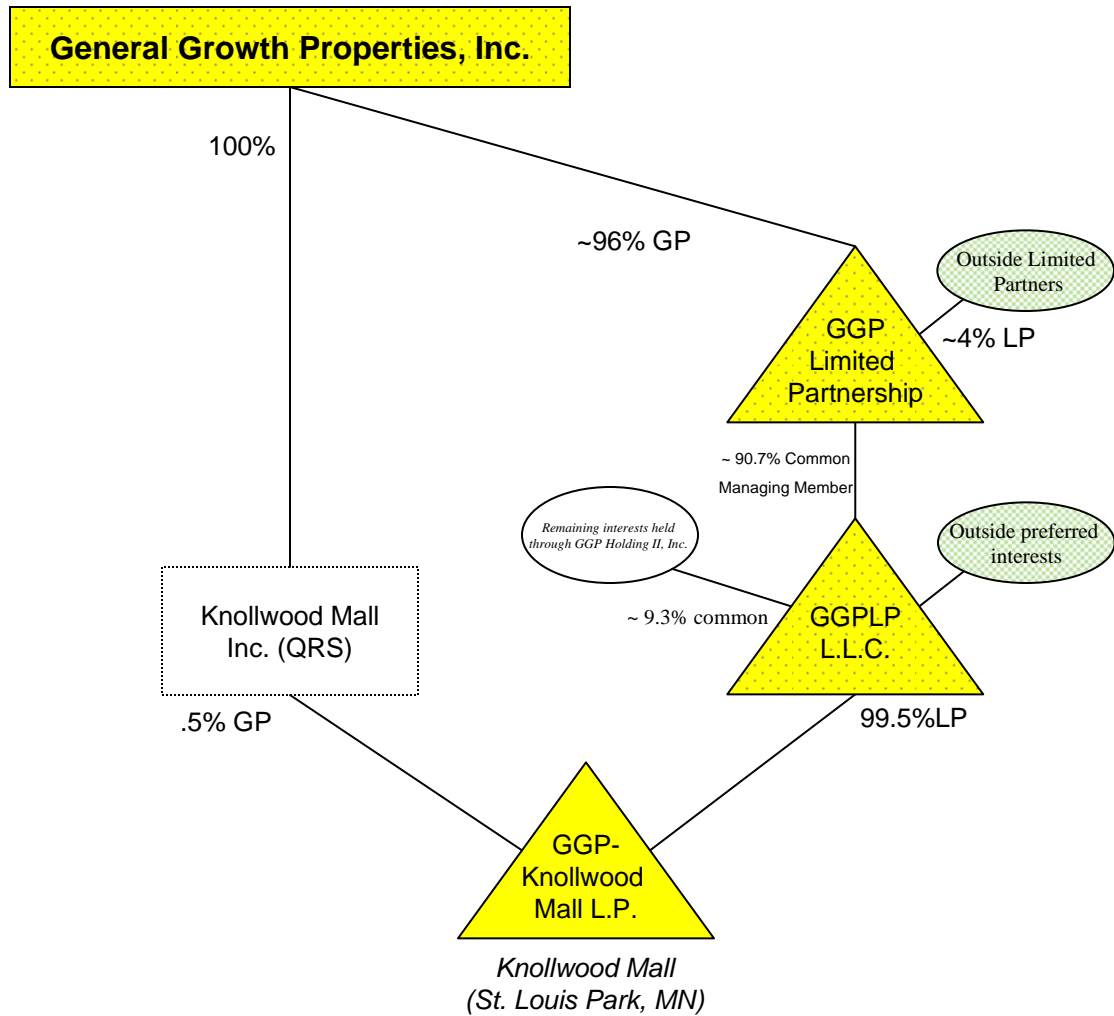 General Growth Properties, Inc.
100%
~96% GP
Outside Limited
Partners
GGP
Limited
Partnership
~4% LP
~ 90.7% Common
Managing Member
Remaining interests held
through GGP Holding II, Inc.
Outside preferred
interests
~ 9.3% common
GGPLP
L.L.C.
Knollwood Mall
Inc. (QRS)
.5% GP
99.5%LP
GGP-
Knollwood
Mall L.P.
Knollwood Mall
(St. Louis Park, MN)